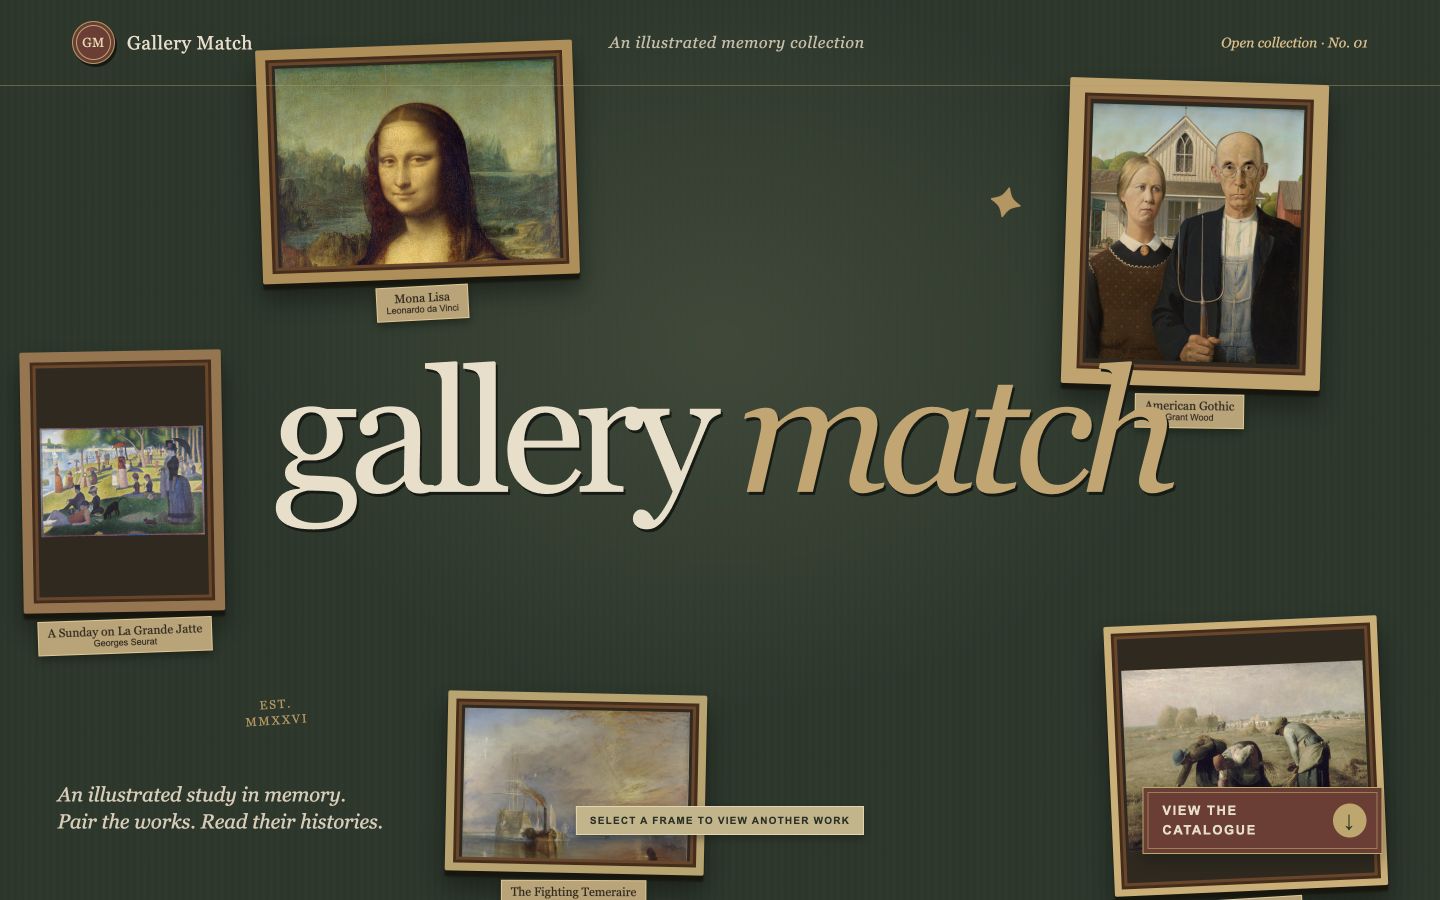 GM
Gallery Match
An illustrated memory collection
Open collection · No. 01
Mona Lisa
Leonardo da Vinci
American Gothic
Grant Wood
gallery match
A Sunday on La Grande Jatte
Georges Seurat
EST.
MMXXVI
An illustrated study in memory.
Pair the works. Read their histories.
SELECT A FRAME TO VIEW ANOTHER WORK
VIEW THE
CATALOGUE
↓
The Fighting Temeraire